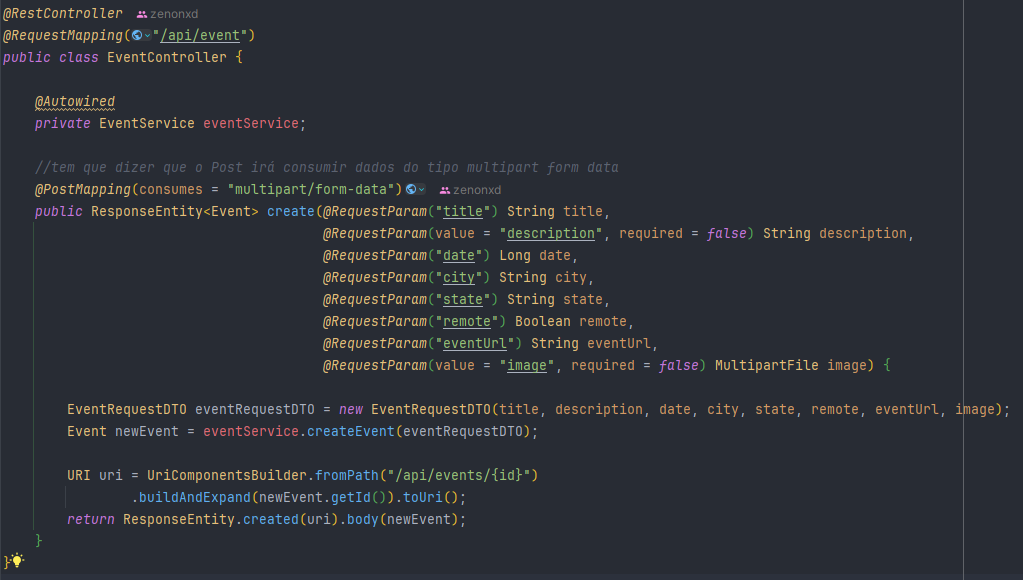 @RestController zenonxd
@RequestMapping("/api/event")
public class EventController {
@Autowired
private EventService eventService;
//tem que dizer que o Post irá consumir dados do tipo multipart form data
@PostMapping(consumes = "multipart/form-data") zenonxd
public ResponseEntity<Event> create(@RequestParam("title") String title,
@RequestParam(value = "description", required = false) String description,
@RequestParam("date") Long date,
@RequestParam("city") String city,
@RequestParam("state") String state,
@RequestParam("remote") Boolean remote,
@RequestParam("eventUrl") String eventUrl,
@RequestParam(value = "image", required = false) MultipartFile image) {
EventRequestDTO eventRequestDTO = new EventRequestDTO(title, description, date, city, state, remote, eventUrl, image);
Event newEvent = eventService.createEvent(eventRequestDTO);
URI uri = UriComponentsBuilder.fromPath("/api/events/{id}")
.buildAndExpand(newEvent.getId()).toUri();
return ResponseEntity.created(uri).body(newEvent);
}
}